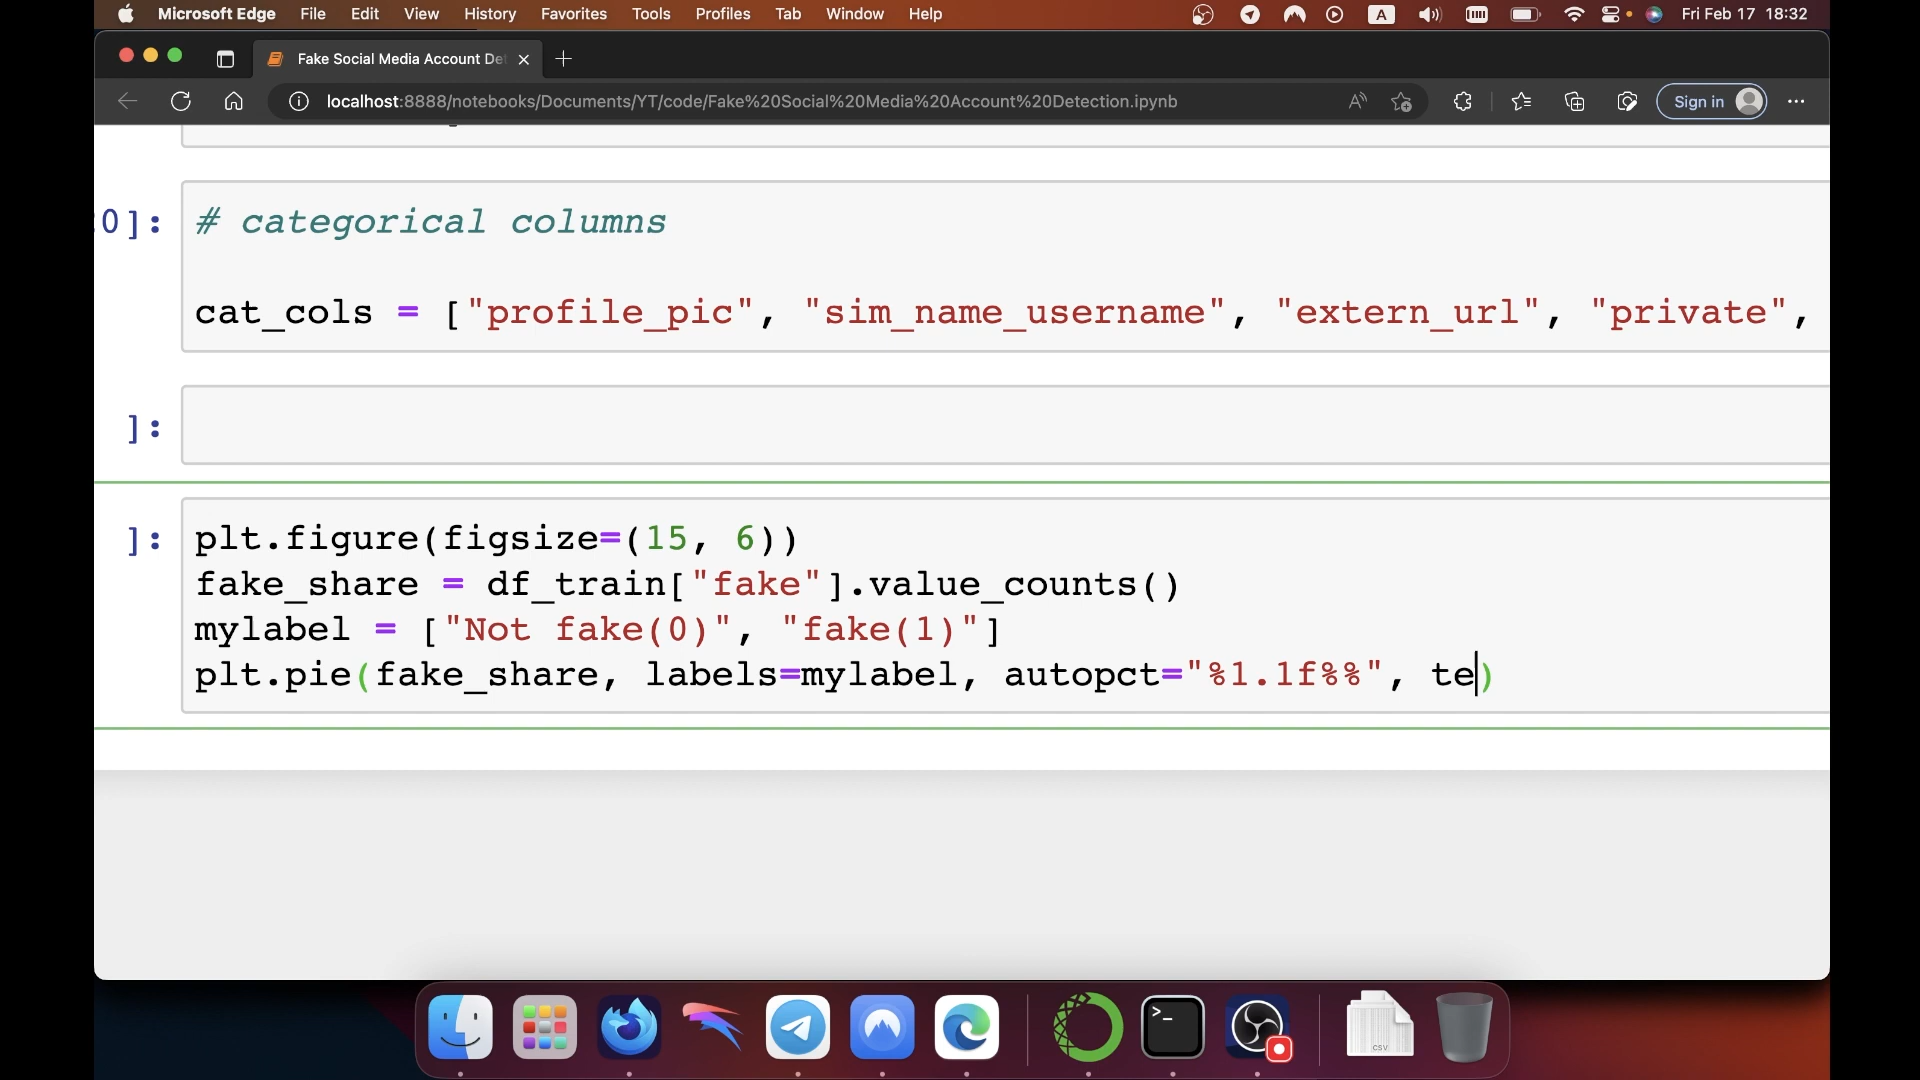 Microsoft Edge File Edit View History Favorites Tools Profiles Tab Window Help A Fri Feb 17 18:32
Fake Social Media Account Det
localhost:8888/notebooks/Documents/YT/code/Fake%20Social%20Media%20Account%20Detection.ipynb Sign in
0]: # categorical columns
cat_cols = ["profile_pic", "sim_name_username", "extern_url", "private",
]:
]: plt.figure(figsize=(15, 6))
fake_share = df_train["fake"].value_counts()
mylabel = ["Not fake(0)", "fake(1)"]
plt.pie(fake_share, labels=mylabel, autopct="%1.1f%%", te)
>_
CSV